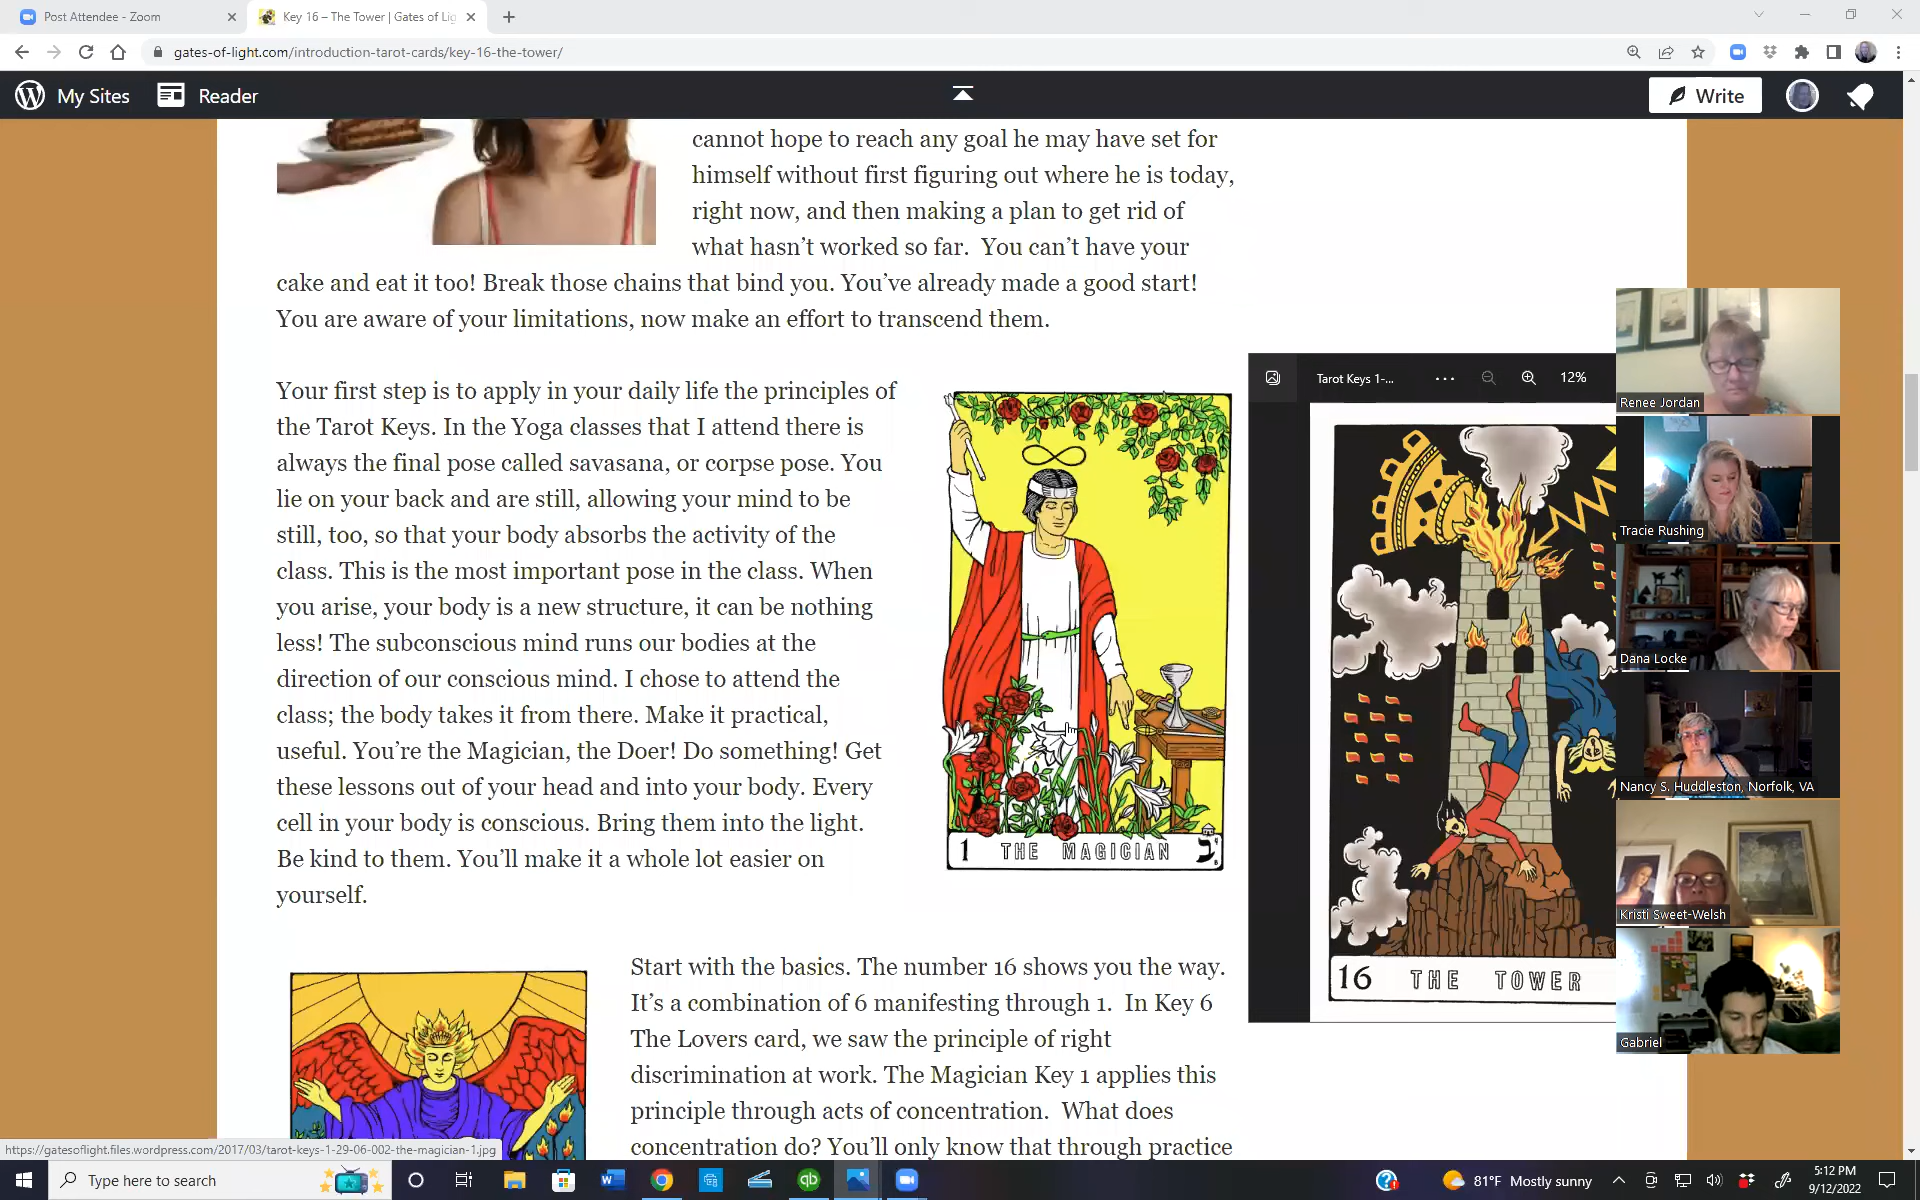 Post Attendee - Zoom
Key 16 – The Tower | Gates of Lig
gates-of-light.com/introduction-tarot-cards/key-16-the-tower/
My Sites
Reader
Write
cannot hope to reach any goal he may have set for
himself without first figuring out where he is today,
right now, and then making a plan to get rid of
what hasn’t worked so far.  You can’t have your
cake and eat it too! Break those chains that bind you. You’ve already made a good start!
You are aware of your limitations, now make an effort to transcend them.
Your first step is to apply in your daily life the principles of
the Tarot Keys. In the Yoga classes that I attend there is
always the final pose called savasana, or corpse pose. You
lie on your back and are still, allowing your mind to be
still, too, so that your body absorbs the activity of the
class. This is the most important pose in the class. When
you arise, your body is a new structure, it can be nothing
less! The subconscious mind runs our bodies at the
direction of our conscious mind. I chose to attend the
class; the body takes it from there. Make it practical,
useful. You’re the Magician, the Doer! Do something! Get
these lessons out of your head and into your body. Every
cell in your body is conscious. Bring them into the light.
Be kind to them. You’ll make it a whole lot easier on
yourself.
1 THE MAGICIAN כ
Tarot Keys 1-... ... 12%
16 THE TOWER
Renee Jordan
Tracie Rushing
Dana Locke
Nancy S. Huddleston, Norfolk, VA
Kristi Sweet-Welsh
Gabriel
Start with the basics. The number 16 shows you the way.
It’s a combination of 6 manifesting through 1.  In Key 6
The Lovers card, we saw the principle of right
discrimination at work. The Magician Key 1 applies this
principle through acts of concentration.  What does
concentration do? You’ll only know that through practice
https://gatesoflight.files.wordpress.com/2017/03/tarot-keys-1-29-06-002-the-magician-1.jpg
Type here to search
81°F Mostly sunny
5:12 PM
9/12/2022